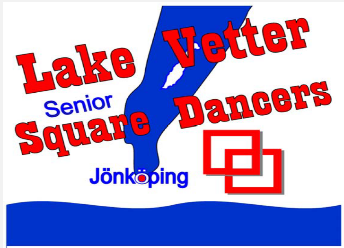 Lake Vetter
Senior
Square Dancers
Jönköping